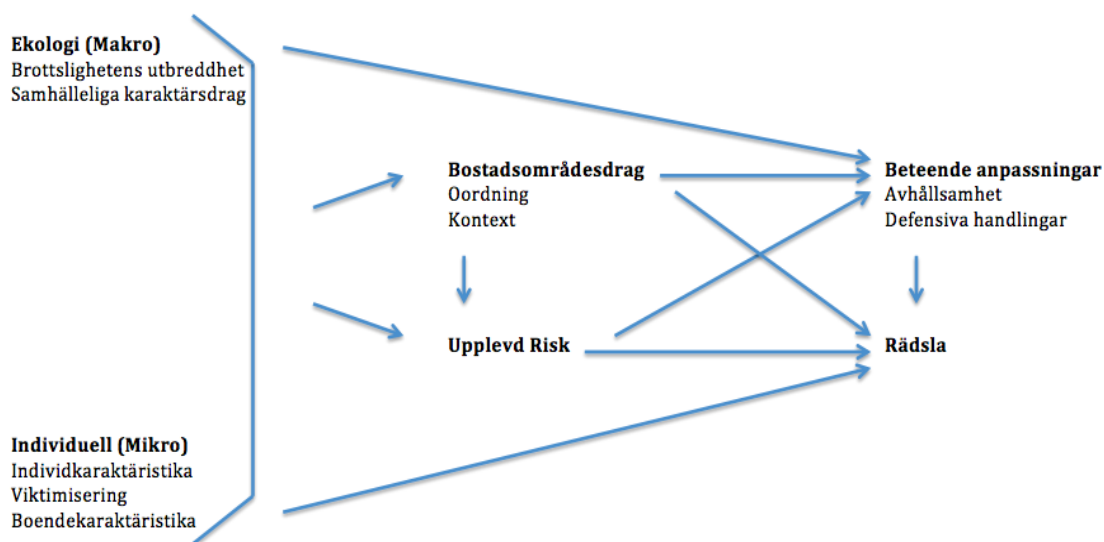 Ekologi (Makro)
Brottslighetens utbreddhet
Samhälleliga karaktärsdrag
Bostadsområdesdrag
Oordning
Kontext
Beteende anpassningar
Avhållsamhet
Defensiva handlingar
Upplevd Risk
Rädsla
Individuell (Mikro)
Individkaraktäristika
Viktimisering
Boendekaraktäristika